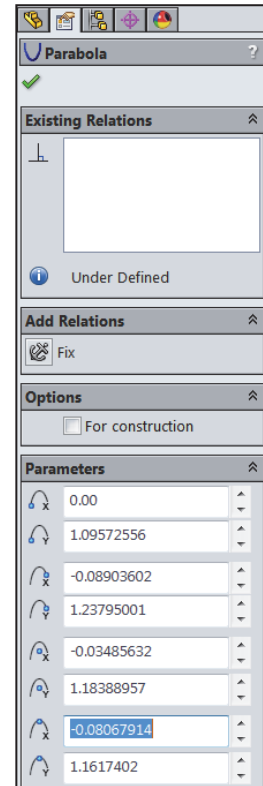 Parabola ?
Existing Relations
Under Defined
Add Relations
Fix
Options
For construction
Parameters
X 0.00
Y 1.09572556
X -0.08903602
Y 1.23795001
X -0.03485632
Y 1.18388957
X -0.08067914
Y 1.1617402